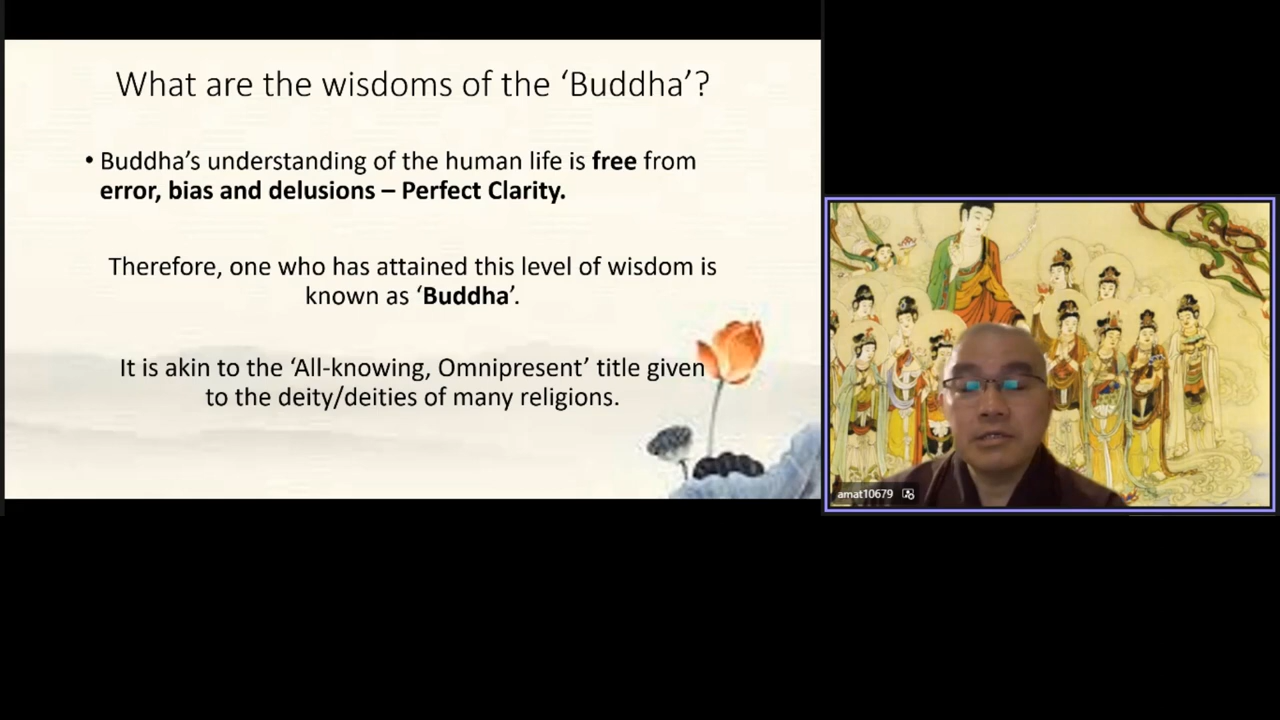 What are the wisdoms of the ‘Buddha’?
• Buddha’s understanding of the human life is free from
error, bias and delusions – Perfect Clarity.
Therefore, one who has attained this level of wisdom is
known as ‘Buddha’.
It is akin to the ‘All-knowing, Omnipresent’ title given
to the deity/deities of many religions.
amat10679